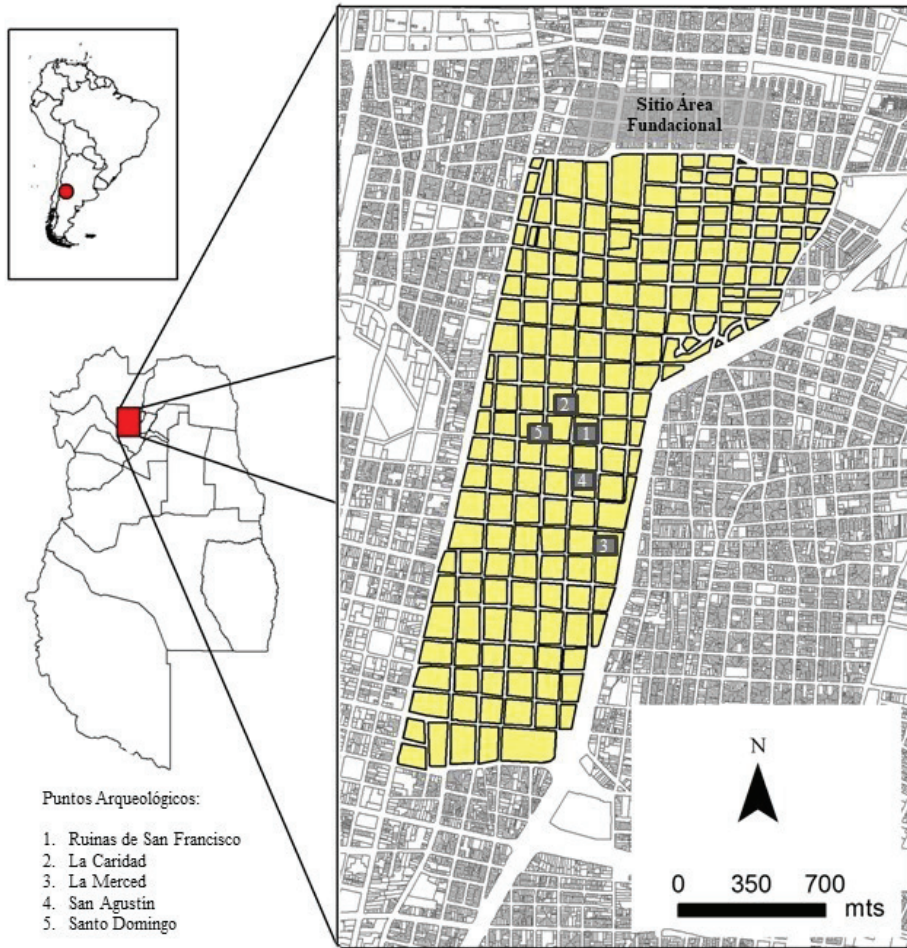 Sitio Área
Fundacional
2
5
1
4
3
N
0 350 700
mts
Puntos Arqueológicos:
1. Ruinas de San Francisco
2. La Caridad
3. La Merced
4. San Agustin
5. Santo Domingo